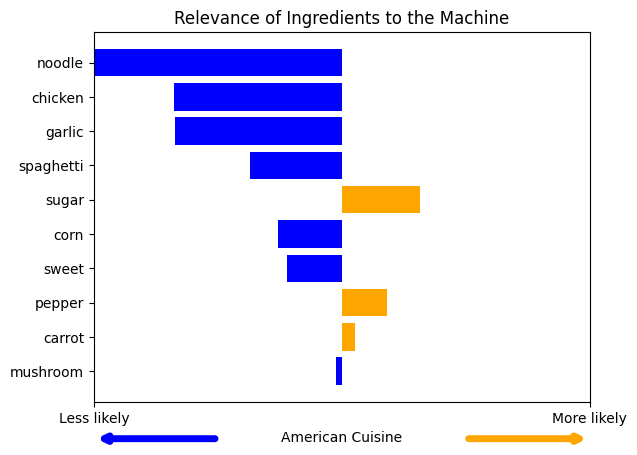 Relevance of Ingredients to the Machine
noodle
chicken
garlic
spaghetti
sugar
corn
sweet
pepper
carrot
mushroom
Less likely
More likely
American Cuisine